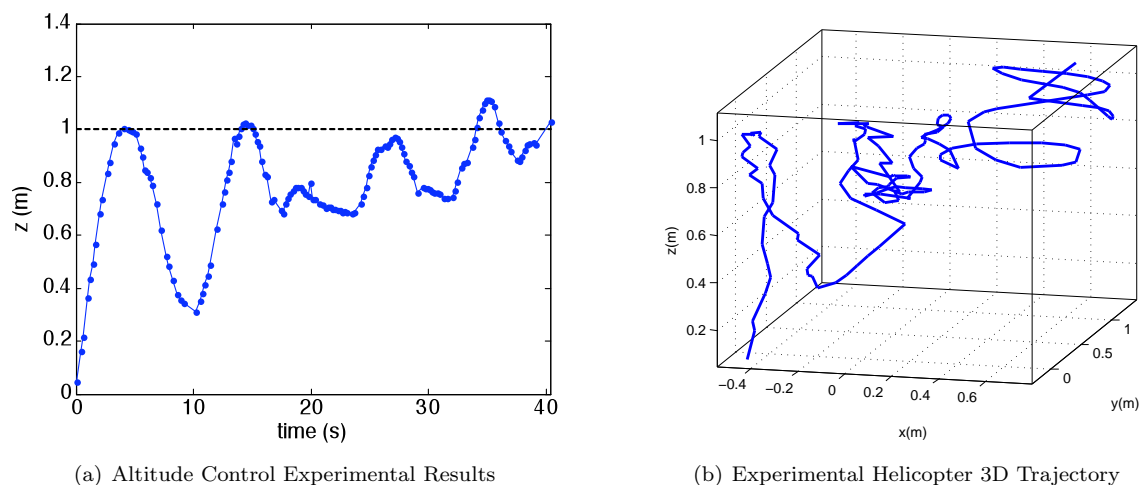 1.4
1.2
1
0.8
0.6
0.4
0.2
0
z (m)
0 10 20 30 40
time (s)
(a) Altitude Control Experimental Results
1
0.8
0.6
0.4
0.2
z(m)
−0.4 −0.2 0 0.2 0.4 0.6
x(m)
0 0.5 1
y(m)
(b) Experimental Helicopter 3D Trajectory